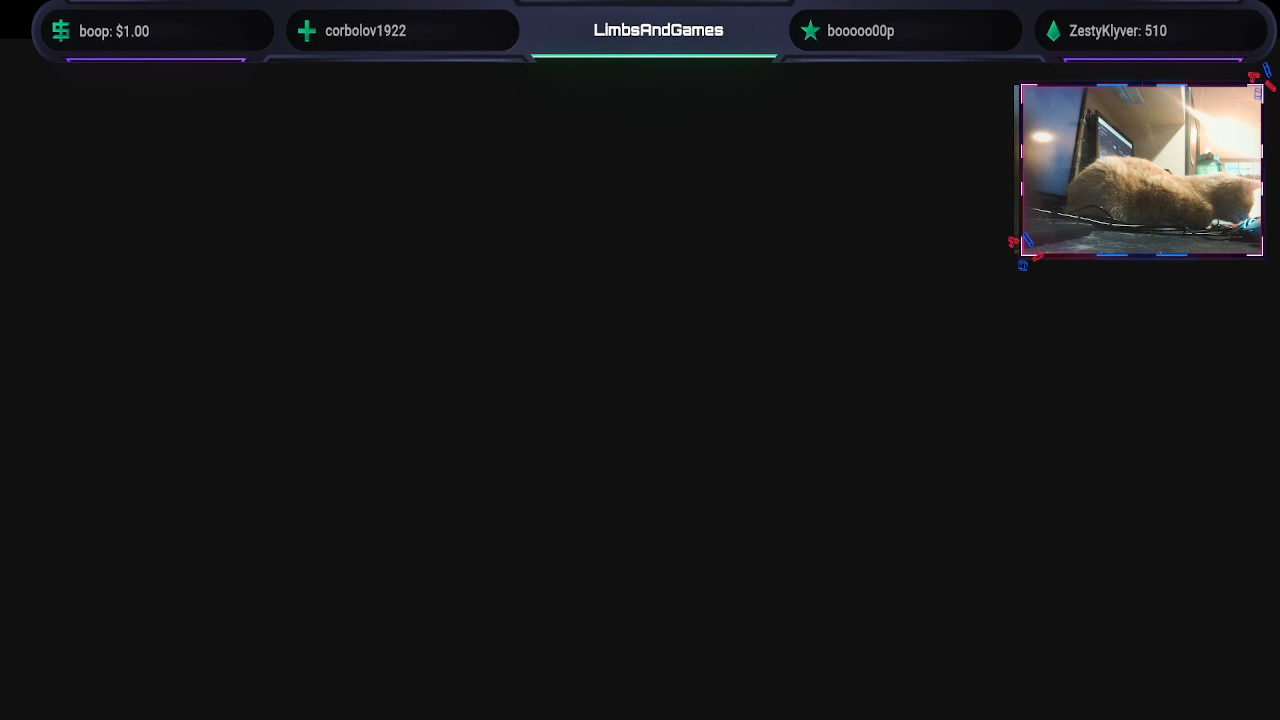 boop: $1.00
corbolov1922
LimbsAndGames
booooo00p
ZestyKlyver: 510